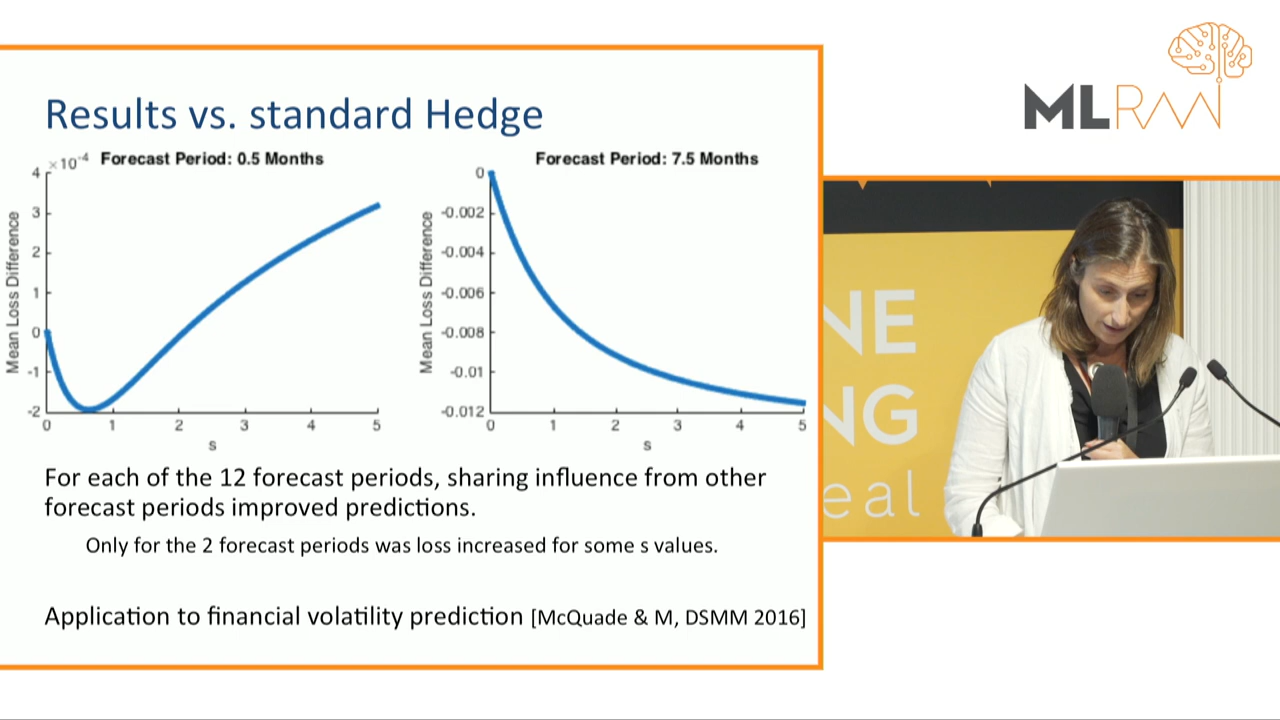 Results vs. standard Hedge
×10-4 Forecast Period: 0.5 Months
Mean Loss Difference
4
3
2
1
0
-1
-2
0 1 2 3 4 5
s
Forecast Period: 7.5 Months
Mean Loss Difference
0
-0.002
-0.004
-0.006
-0.008
-0.01
-0.012
0 1 2 3 4 5
s
For each of the 12 forecast periods, sharing influence from other
forecast periods improved predictions.
Only for the 2 forecast periods was loss increased for some s values.
Application to financial volatility prediction [McQuade & M, DSMM 2016]
MLRAW
NE
NG
eal